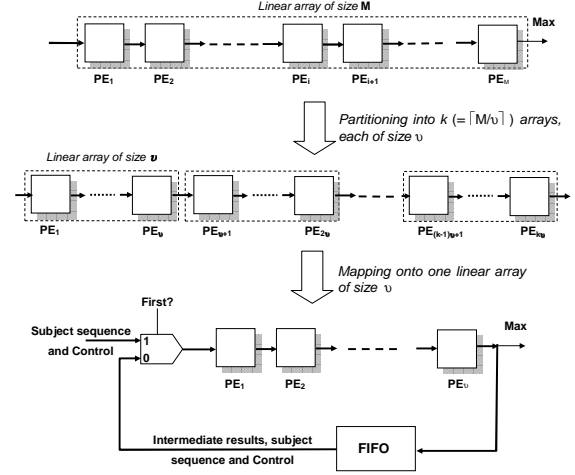 Linear array of size M
Max
PE1 PE2 PEi PEi+1 PEM
Partitioning into k (=⌈M/υ⌉) arrays,
each of size υ
Linear array of size υ
PE1 PEυ PEυ+1 PE2υ PE(k-1)υ+1 PEkυ
Mapping onto one linear array
of size υ
First?
Max
Subject sequence
and Control
1
0
PE1 PE2 PEυ
Intermediate results, subject
sequence and Control
FIFO